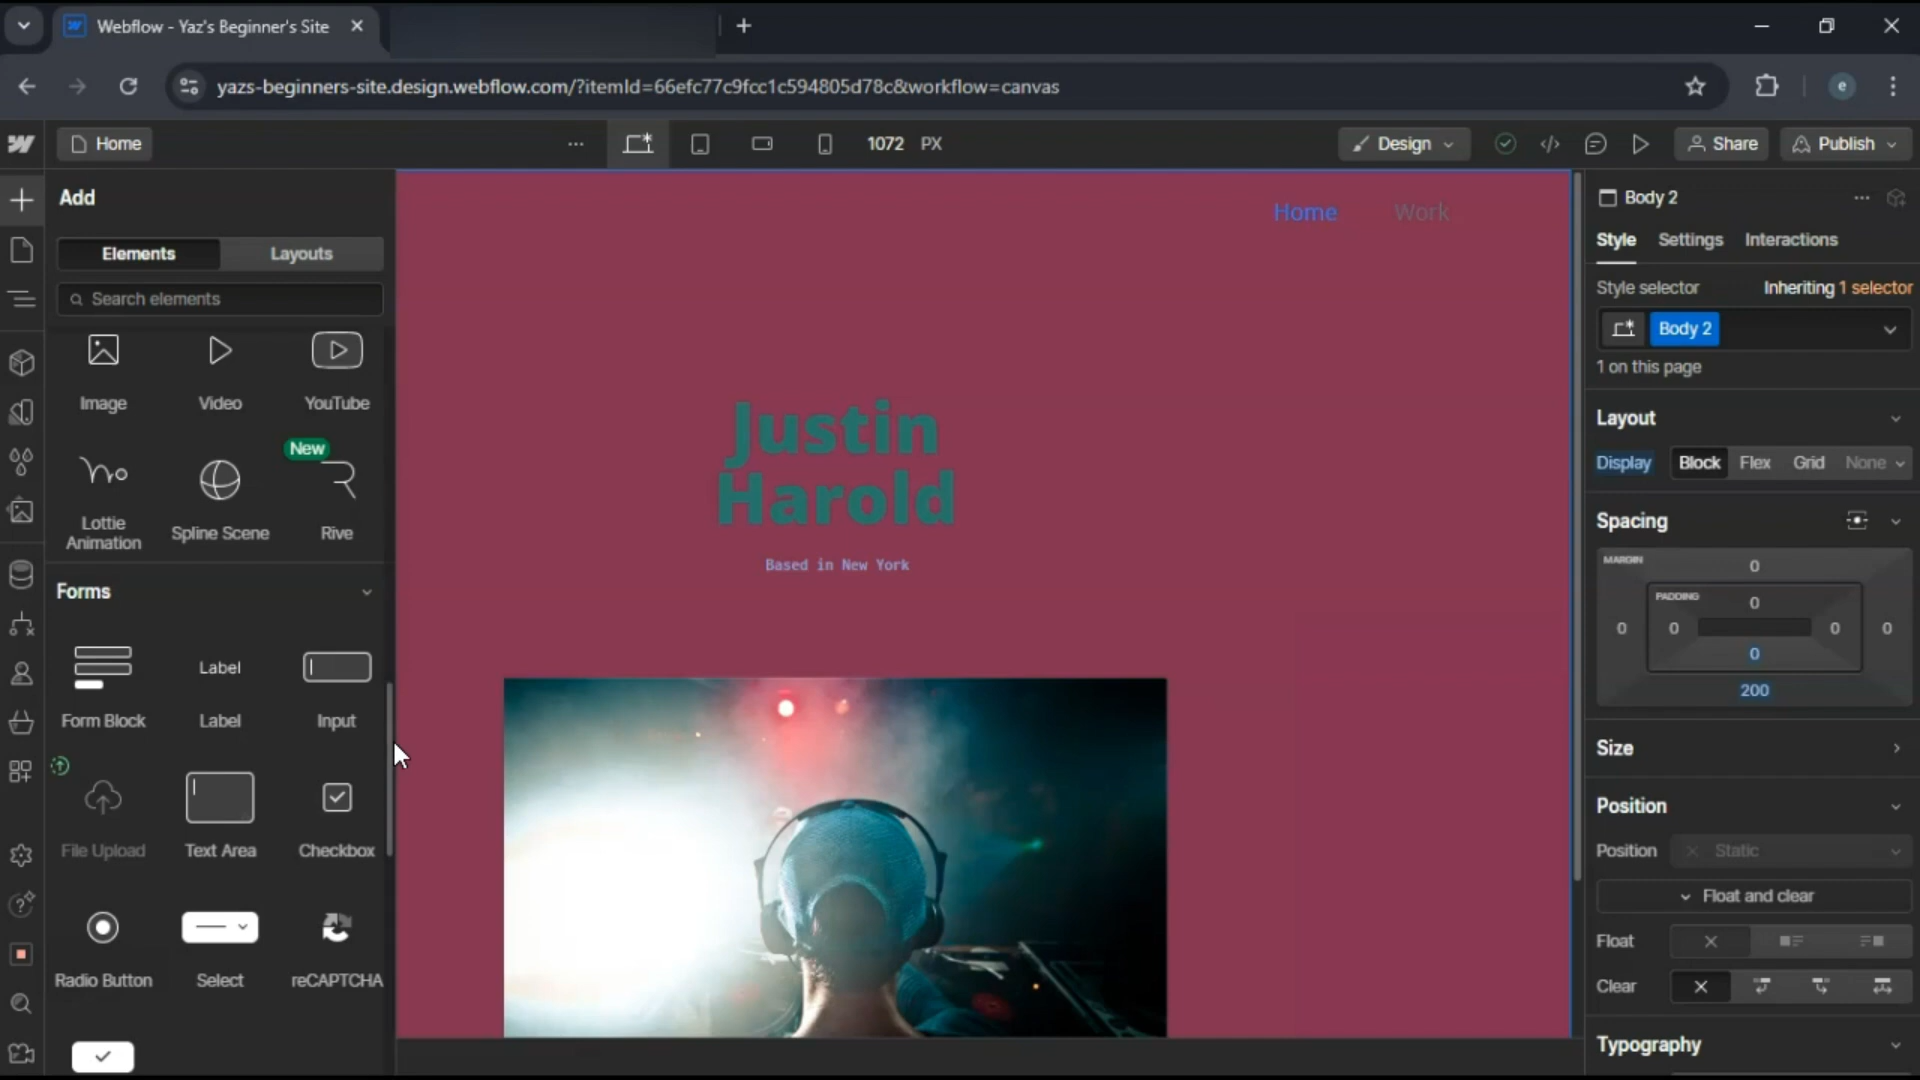 Webflow - Yaz's Beginner's Site
yazs-beginners-site.design.webflow.com/?itemId=66efc77c9fcc1c594805d78c&workflow=canvas
e
Home
1072 PX
Design
Share
Publish
Add
Elements
Layouts
Search elements
Image
Video
YouTube
New
Lottie
Animation
Spline Scene
Rive
Forms
Label
Form Block
Label
Input
File Upload
Text Area
Checkbox
Radio Button
Select
reCAPTCHA
Home
Work
Justin
Harold
Based in New York
Body 2
Style
Settings
Interactions
Style selector
Inheriting 1 selector
Body 2
1 on this page
Layout
Display
Block
Flex
Grid
None
Spacing
MARGIN
0
PADDING
0
0
0
0
0
0
200
Size
Position
Position
Static
Float and clear
Float
Clear
Typography